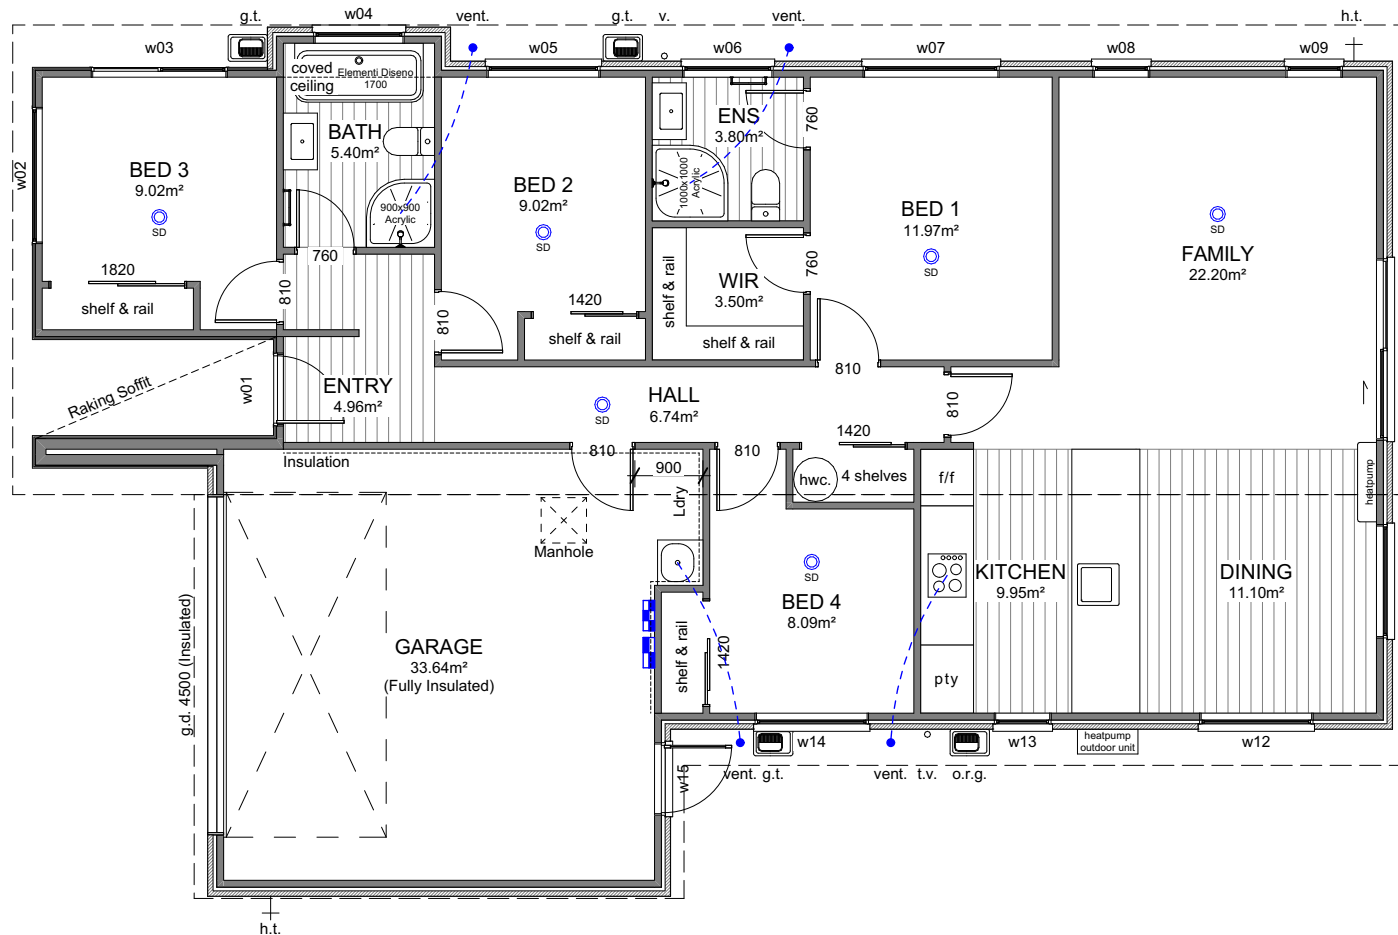 g.t.
w04
vent.
g.t.
v.
vent.
h.t.
w03
w05
w06
w07
w08
w09
coved
ceiling
Elementi Diseno
1700
BATH
5.40m²
ENS
3.80m²
760
1000x1000
Acrylic
w02
BED 3
9.02m²
SD
900x900
Acrylic
BED 2
9.02m²
SD
BED 1
11.97m²
SD
SD
FAMILY
22.20m²
760
760
1820
shelf & rail
810
810
shelf & rail
WIR
3.50m²
shelf & rail
1420
shelf & rail
Raking Soffit
w01
ENTRY
4.96m²
HALL
6.74m²
SD
810
810
Insulation
810
900
810
1420
hwc.
4 shelves
f/f
heatpump
Ldry
Manhole
SD
BED 4
8.09m²
KITCHEN
9.95m²
DINING
11.10m²
g.d. 4500 (Insulated)
GARAGE
33.64m²
(Fully Insulated)
shelf & rail
1420
pty
w15
w14
w13
heatpump
outdoor unit
w12
vent.
g.t.
vent.
t.v.
o.r.g.
h.t.